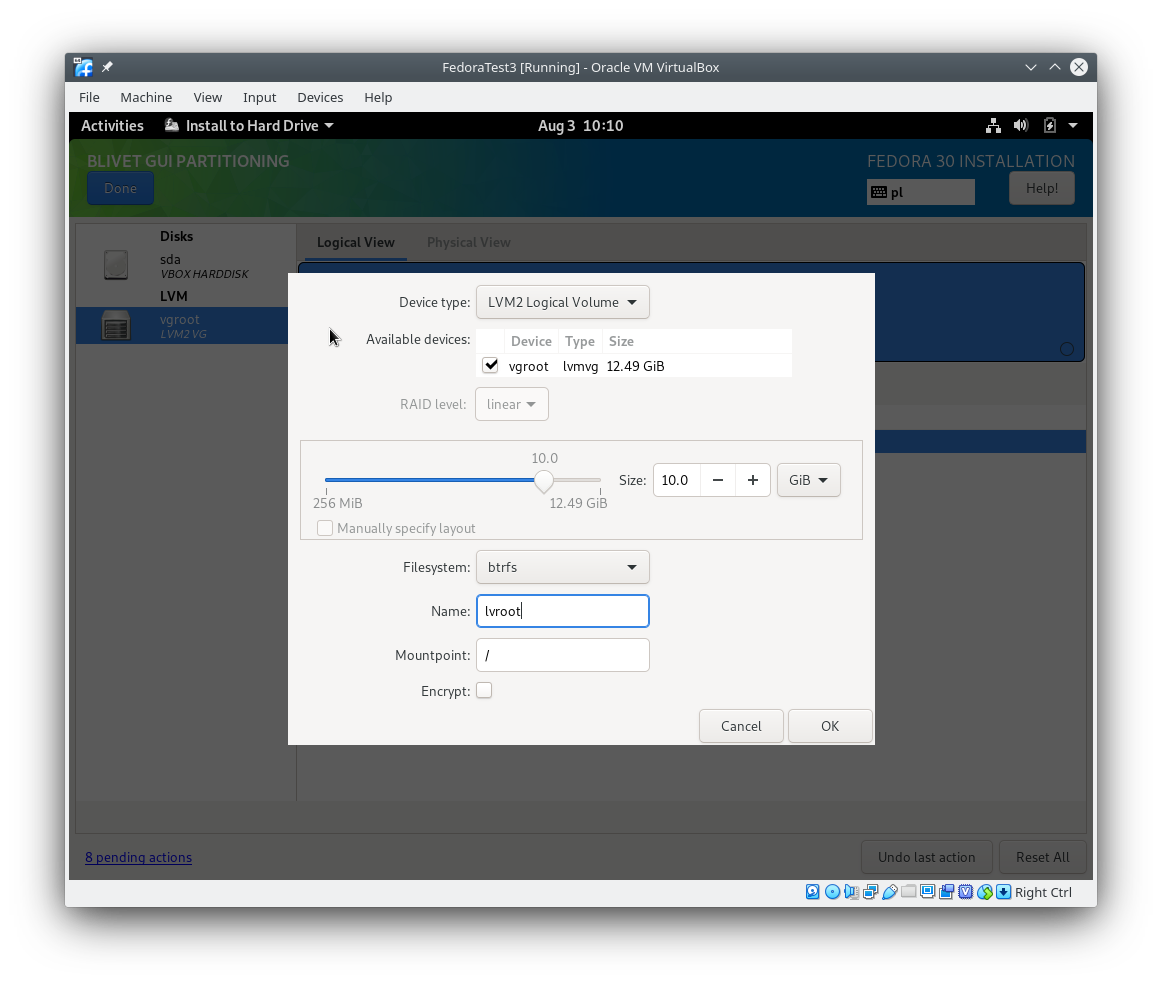 FedoraTest3 [Running] - Oracle VM VirtualBox
File Machine View Input Devices Help
Activities Install to Hard Drive Aug 3 10:10
BLIVET GUI PARTITIONING
FEDORA 30 INSTALLATION
Done
pl
Help!
Disks
sda
VBOX HARDDISK
LVM
vgroot
LVM2 VG
Logical View Physical View
Device type: LVM2 Logical Volume
Available devices:
Device Type Size
vgroot lvmvg 12.49 GiB
RAID level: linear
10.0
Size: 10.0 − + GiB
256 MiB 12.49 GiB
Manually specify layout
Filesystem: btrfs
Name: lvroot
Mountpoint: /
Encrypt:
Cancel OK
8 pending actions
Undo last action Reset All
Right Ctrl